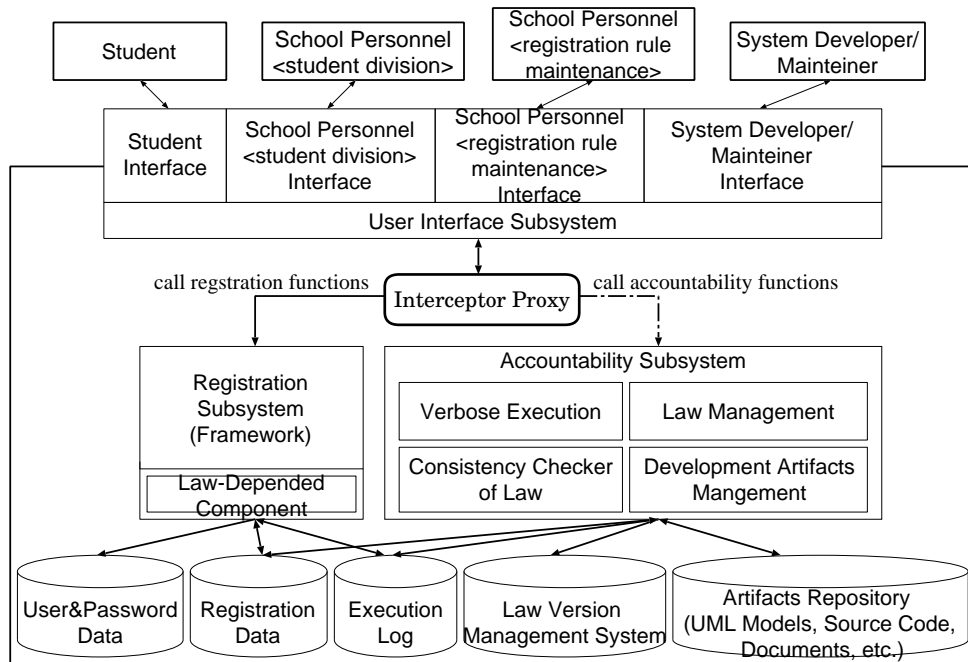 Student
School Personnel
<student division>
School Personnel
<registration rule
maintenance>
System Developer/
Mainteiner
Student
Interface
School Personnel
<student division>
Interface
School Personnel
<registration rule
maintenance>
Interface
System Developer/
Mainteiner
Interface
User Interface Subsystem
call regstration functions
Interceptor Proxy
call accountability functions
Registration
Subsystem
(Framework)
Law-Depended
Component
Accountability Subsystem
Verbose Execution
Law Management
Consistency Checker
of Law
Development Artifacts
Mangement
User&Password
Data
Registration
Data
Execution
Log
Law Version
Management System
Artifacts Repository
(UML Models, Source Code,
Documents, etc.)